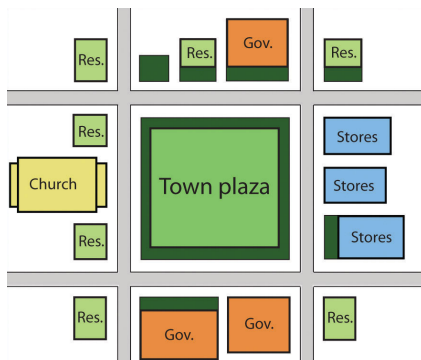 Res.
Res.
Gov.
Res.
Res.
Church
Res.
Town plaza
Stores
Stores
Stores
Res.
Gov.
Gov.
Res.